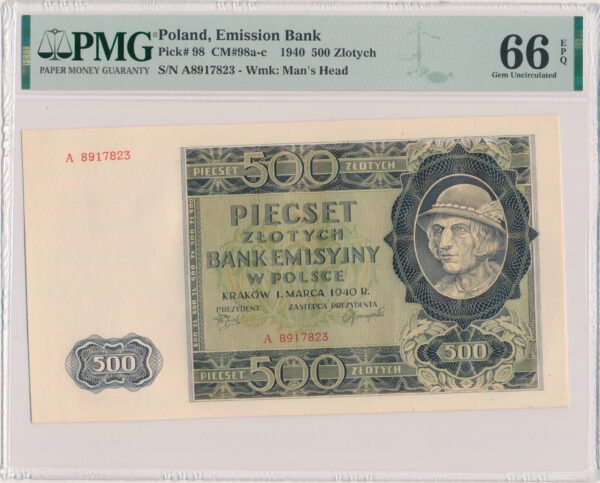 PMG
PAPER MONEY GUARANTY
Poland, Emission Bank
Pick# 98 CM#98a-c 1940 500 Zlotych
S/N A8917823 - Wmk: Man's Head
66 EPQ
Gem Uncirculated
A 8917823
PIECSET 500 ZŁOTYCH
PIECSET
ZŁOTYCH
BANK EMISYJNY
W POLSCE
KRAKÓW 1. MARCA 1940 R.
PREZYDENT ZASTĘPCA PREZYDENTA
A 8917823
500
500
PIECSET 500 ZŁOTYCH